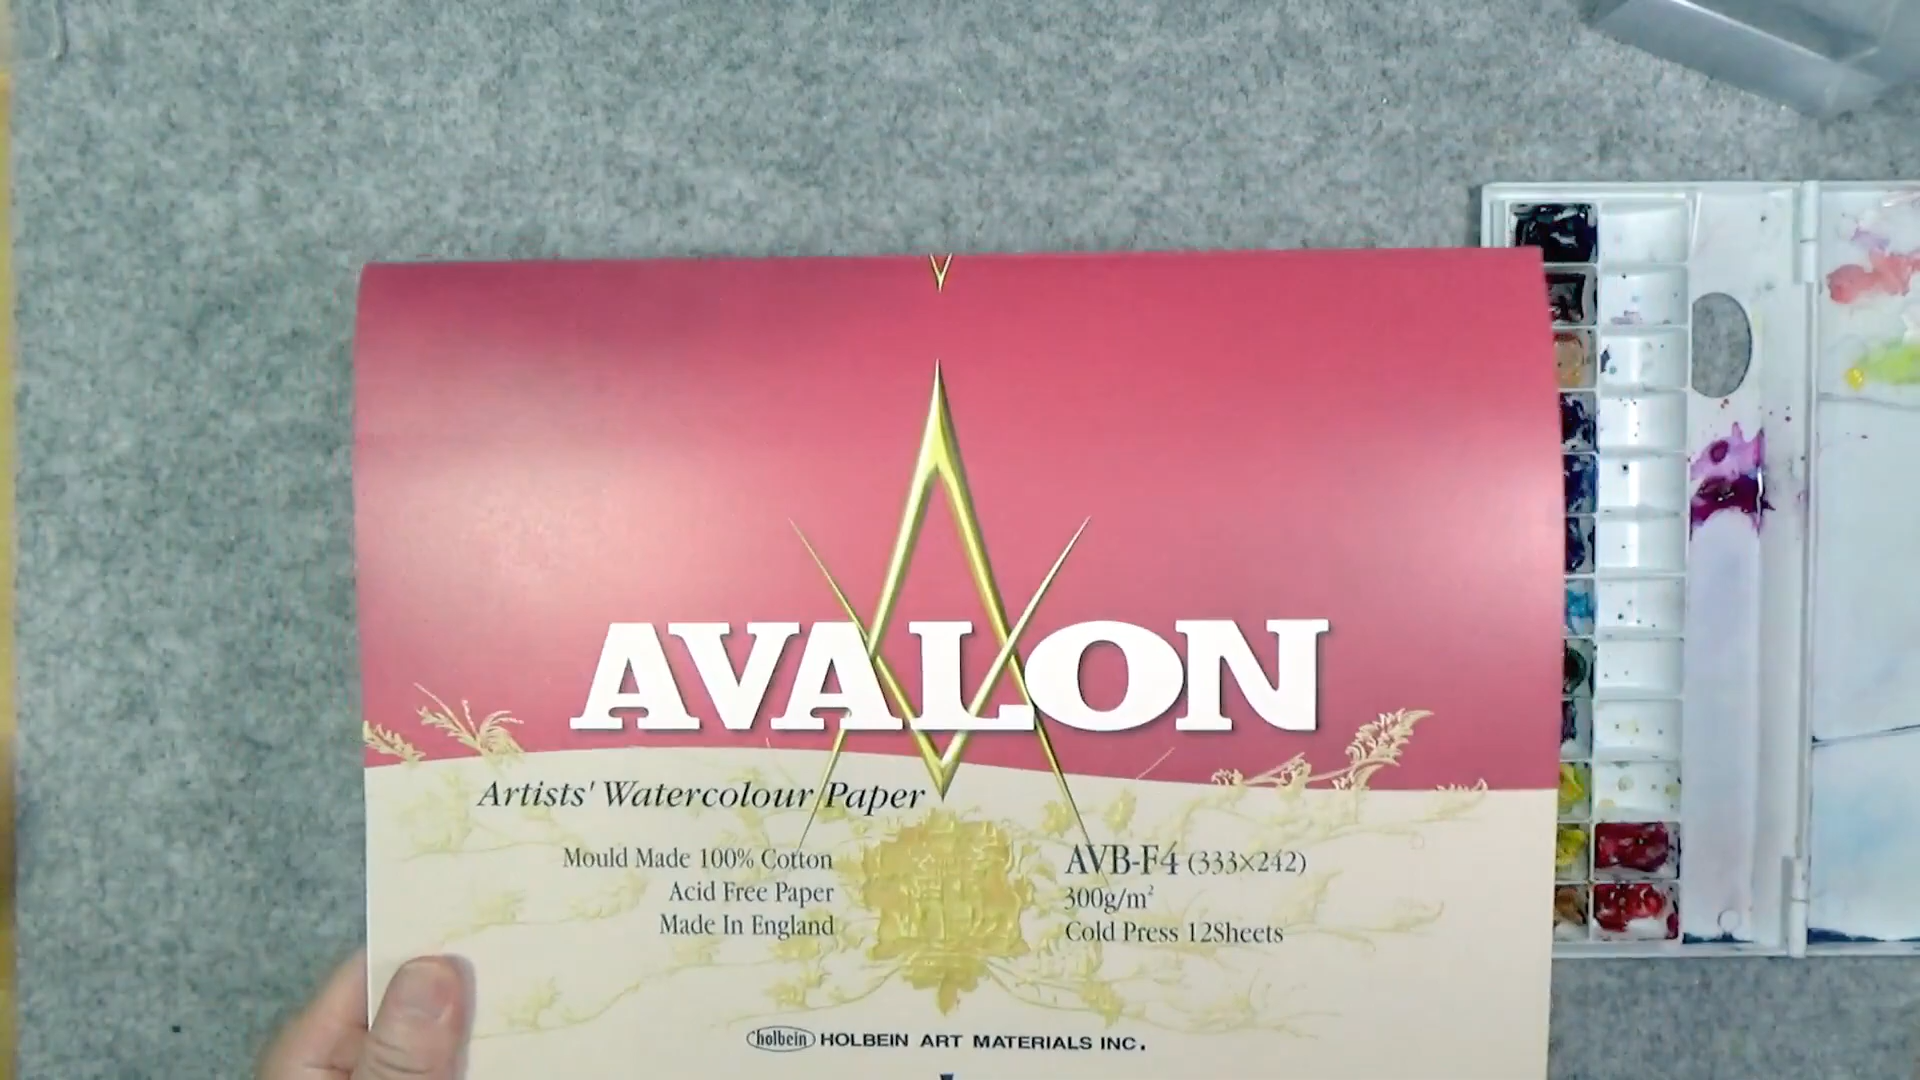 AVALON
Artists' Watercolour Paper
Mould Made 100% Cotton
Acid Free Paper
Made In England
AVB-F4 (333×242)
300g/m²
Cold Press 12Sheets
holbein HOLBEIN ART MATERIALS INC.